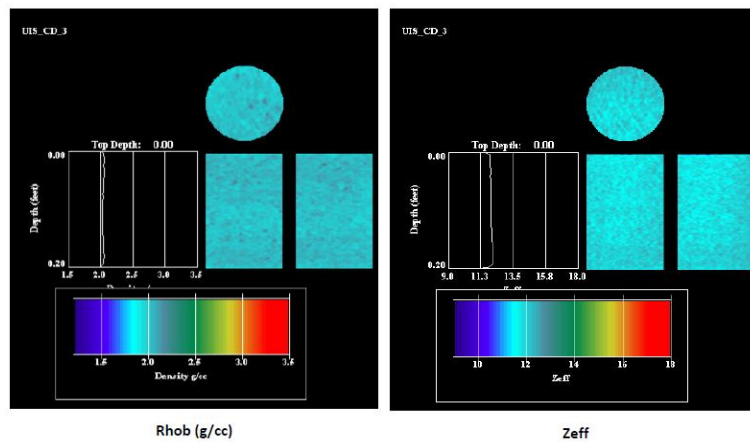 UIS_CD_3
Top Depth: 0.00
0.00
Depth (feet)
0.20
1.5 2.0 2.5 3.0 3.5
1.5 2.0 2.5 3.0 3.5
Density g/cc
Rhob (g/cc)
UIS_CD_3
Top Depth: 0.00
0.00
Depth (feet)
0.20
9.0 11.3 13.5 15.8 18.0
Zeff
10 12 14 16 18
Zeff
Zeff